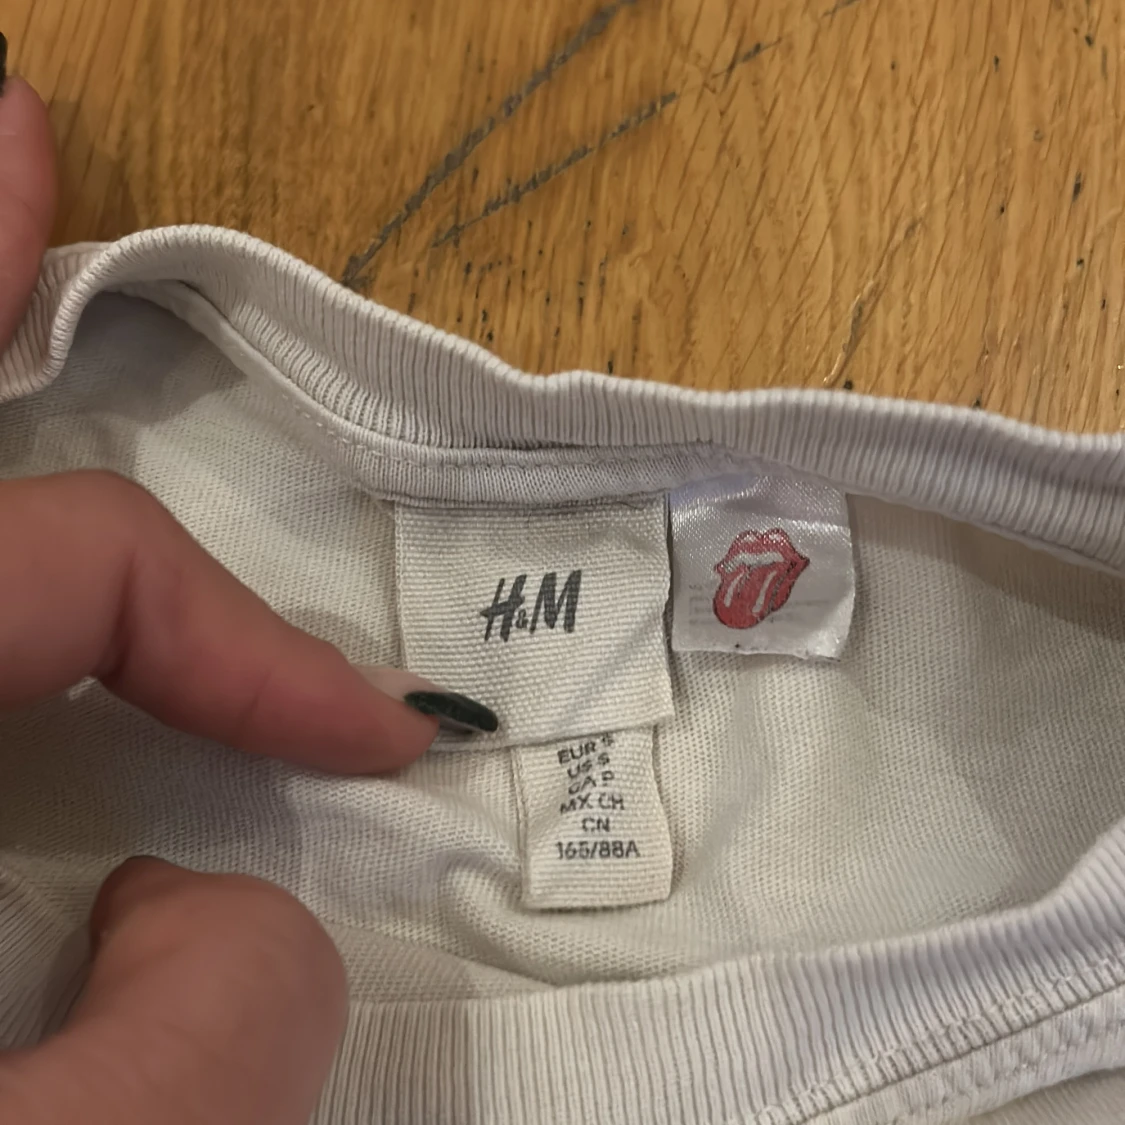 H&M
EUR S
US S
CA P
MX CH
CN
165/88A